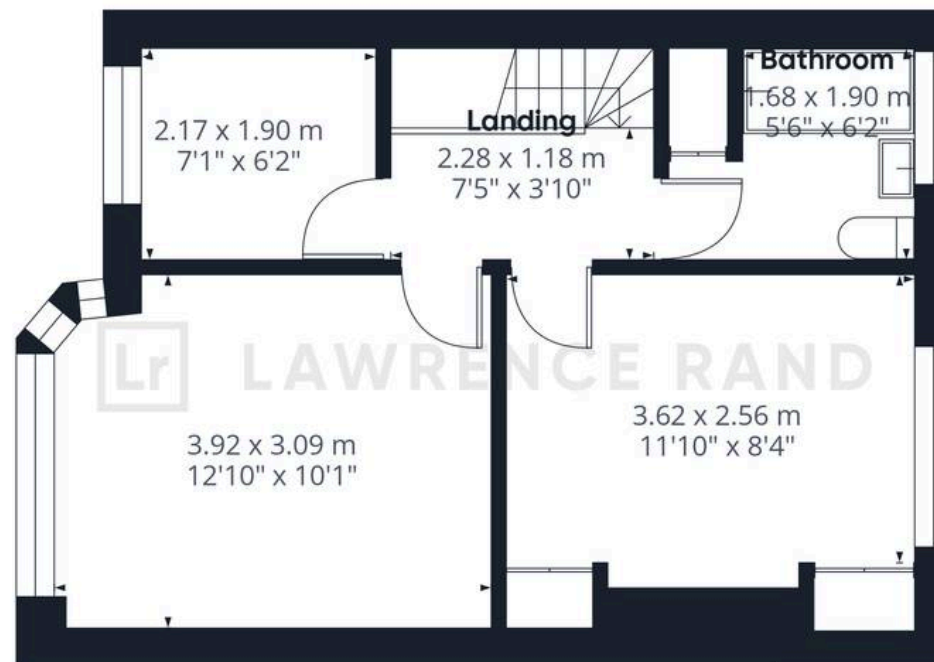 Bathroom
1.68 x 1.90 m
5'6" x 6'2"
2.17 x 1.90 m
7'1" x 6'2"
Landing
2.28 x 1.18 m
7'5" x 3'10"
Lr LAWRENCE RAND
3.92 x 3.09 m
12'10" x 10'1"
3.62 x 2.56 m
11'10" x 8'4"